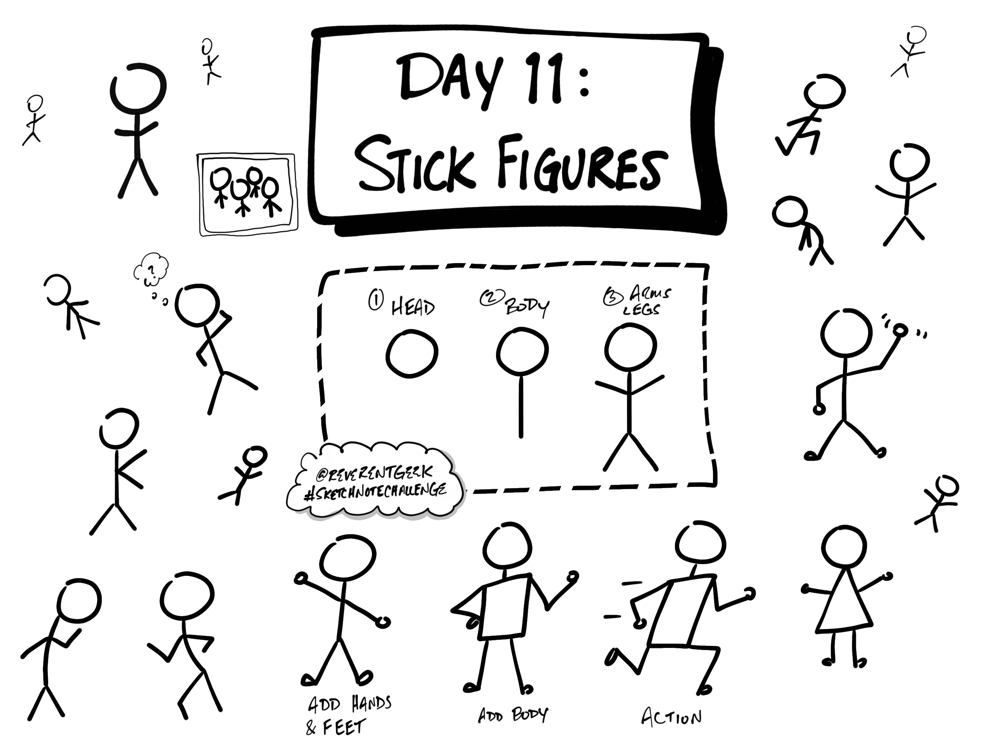 DAY 11:
STICK FIGURES
?
① HEAD
② BODY
③ ARMS
LEGS
@REVERENTGEEK
#SKETCHNOTECHALLENGE
ADD HANDS
& FEET
ADD BODY
ACTION